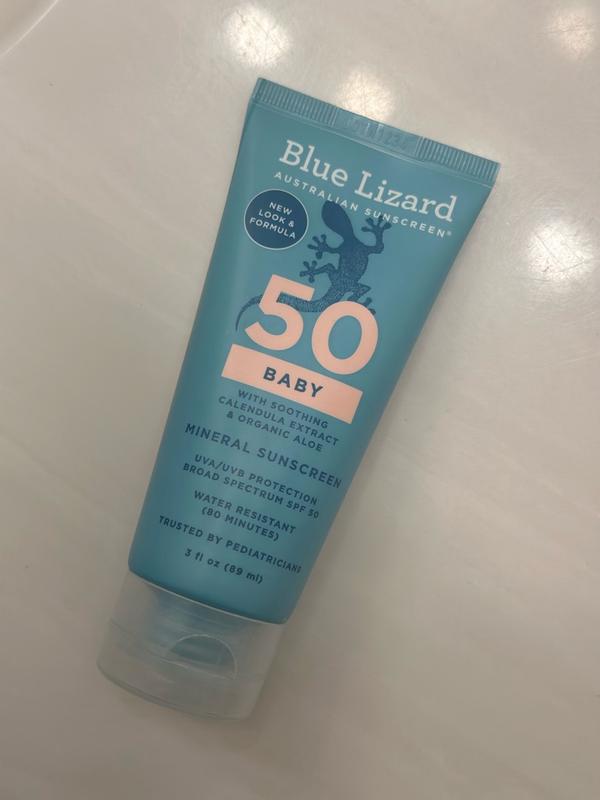 Blue Lizard
AUSTRALIAN SUNSCREEN®
NEW
LOOK &
FORMULA
50
BABY
WITH SOOTHING
CALENDULA EXTRACT
& ORGANIC ALOE
MINERAL SUNSCREEN
UVA/UVB PROTECTION
BROAD SPECTRUM SPF 50
WATER RESISTANT
(80 MINUTES)
TRUSTED BY PEDIATRICIANS
3 fl oz (89 ml)